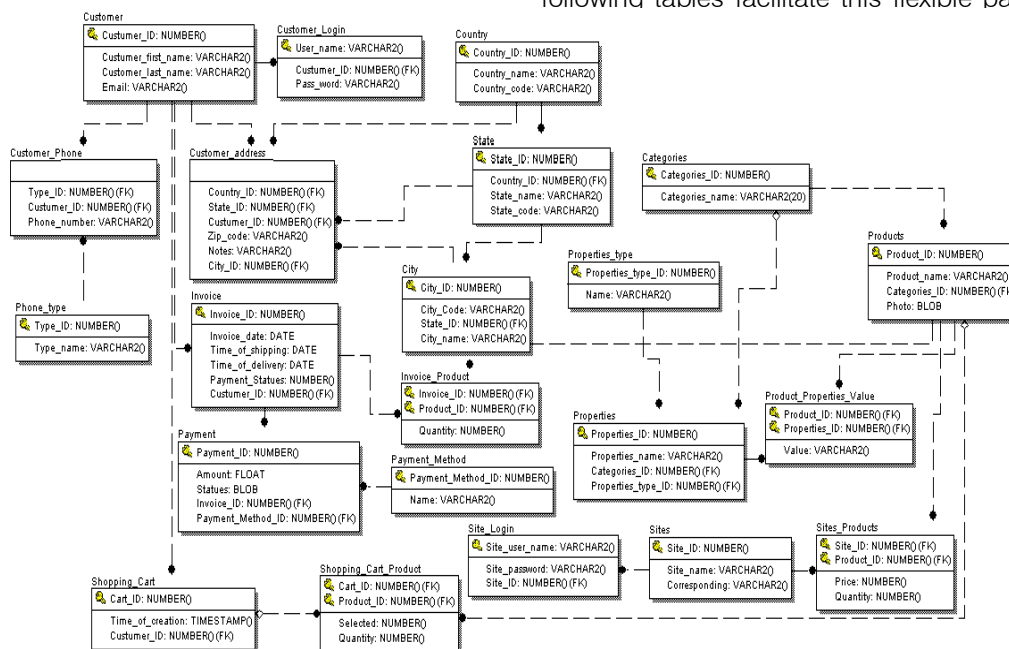 following tables facilitate this flexible
Customer
Custumer_ID: NUMBER()
Custumer_first_name: VARCHAR2()
Customer_last_name: VARCHAR2()
Email: VARCHAR2()
Customer_Login
User_name: VARCHAR2()
Custumer_ID: NUMBER() (FK)
Pass_word: VARCHAR2()
Country
Country_ID: NUMBER()
Country_name: VARCHAR2()
Country_code: VARCHAR2()
Customer_Phone
Type_ID: NUMBER() (FK)
Custumer_ID: NUMBER() (FK)
Phone_number: VARCHAR2()
Customer_address
Country_ID: NUMBER() (FK)
State_ID: NUMBER() (FK)
Custumer_ID: NUMBER() (FK)
Zip_code: VARCHAR2()
Notes: VARCHAR2()
City_ID: NUMBER() (FK)
State
State_ID: NUMBER()
Country_ID: NUMBER() (FK)
State_name: VARCHAR2()
State_code: VARCHAR2()
Categories
Categories_ID: NUMBER()
Categories_name: VARCHAR2(20)
Products
Product_ID: NUMBER()
Product_name: VARCHAR2()
Categories_ID: NUMBER() (FK)
Photo: BLOB
Properties_type
Properties_type_ID: NUMBER()
Name: VARCHAR2()
City
City_ID: NUMBER()
City_Code: VARCHAR2()
State_ID: NUMBER() (FK)
City_name: VARCHAR2()
Phone_type
Type_ID: NUMBER()
Type_name: VARCHAR2()
Invoice
Invoice_ID: NUMBER()
Invoice_date: DATE
Time_of_shipping: DATE
Time_of_delivery: DATE
Payment_Statues: NUMBER()
Custumer_ID: NUMBER() (FK)
Invoice_Product
Invoice_ID: NUMBER() (FK)
Product_ID: NUMBER() (FK)
Quantity: NUMBER()
Product_Properties_Value
Product_ID: NUMBER() (FK)
Properties_ID: NUMBER() (FK)
Value: VARCHAR2()
Properties
Properties_ID: NUMBER()
Properties_name: VARCHAR2()
Categories_ID: NUMBER() (FK)
Properties_type_ID: NUMBER() (FK)
Payment
Payment_ID: NUMBER()
Amount: FLOAT
Statues: BLOB
Invoice_ID: NUMBER() (FK)
Payment_Method_ID: NUMBER() (FK)
Payment_Method
Payment_Method_ID: NUMBER()
Name: VARCHAR2()
Site_Login
Site_user_name: VARCHAR2()
Site_password: VARCHAR2()
Site_ID: NUMBER() (FK)
Sites
Site_ID: NUMBER()
Site_name: VARCHAR2()
Corresponding: VARCHAR2()
Sites_Products
Site_ID: NUMBER() (FK)
Product_ID: NUMBER() (FK)
Price: NUMBER()
Quantity: NUMBER()
Shopping_Cart
Cart_ID: NUMBER()
Time_of_creation: TIMESTAMP()
Custumer_ID: NUMBER() (FK)
Shopping_Cart_Product
Cart_ID: NUMBER() (FK)
Product_ID: NUMBER() (FK)
Selected: NUMBER()
Quantity: NUMBER()